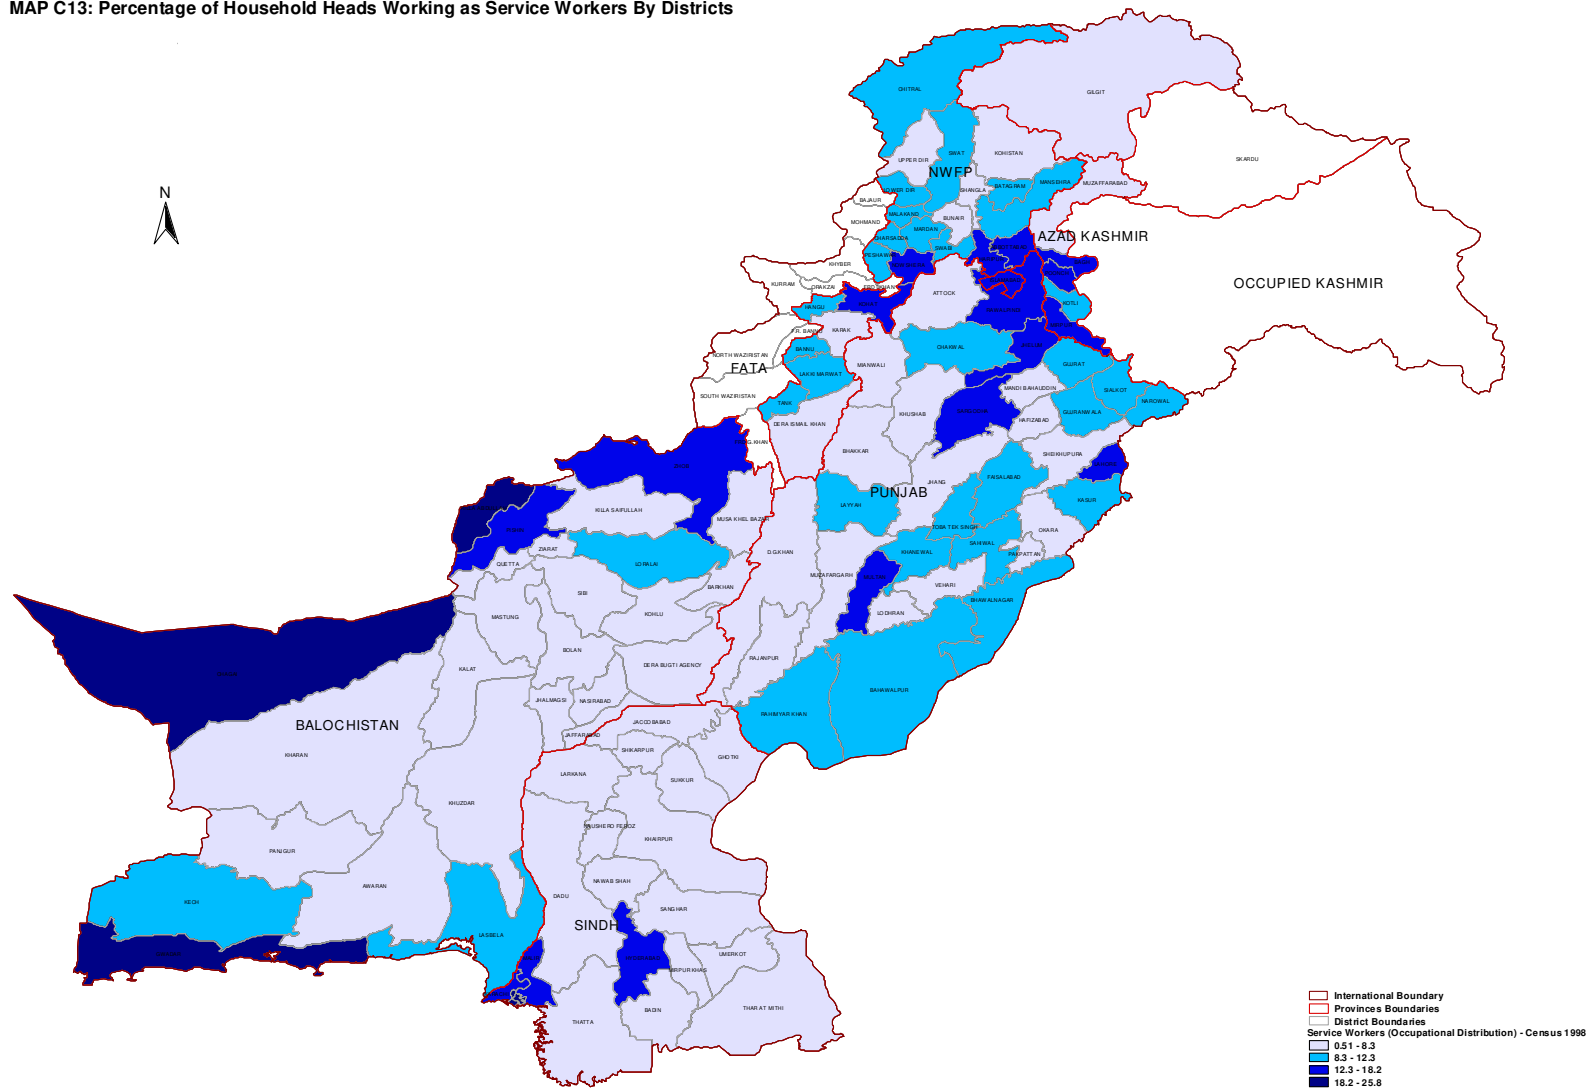 MAP C13: Percentage of Household Heads Working as Service Workers By Districts
N
CHITRAL
GILGIT
UPPER DIR
SWAT
KOHISTAN
SKARDU
NWFP
LOWER DIR
SHANGLA
BATAGRAM
MANSEHRA
MUZAFFARABAD
BAJAUR
MALAKAND
BUNAIR
MOHMAND
MARDAN
CHARSADDA
SWABI
AZAD KASHMIR
KHYBER
OCCUPIED KASHMIR
KURRAM
ORAKZAI
ATTOCK
HANGU
KOTLI
F.R. BANNU
KARAK
CHAKWAL
BANNU
NORTH WAZIRISTAN
FATA
MIANWALI
GUJRAT
LAKKI MARWAT
MANDI BAHAUDDIN
SIALKOT
SOUTH WAZIRISTAN
TANK
KHUSHAB
HAFIZABAD
GUJRANWALA
NAROWAL
DERA ISMAIL KHAN
BHAKKAR
SHEIKHUPURA
JHANG
FAISALABAD
PUNJAB
LAYYAH
KASUR
KILLA SAIFULLAH
MUSA KHEL BAZAR
TOBA TEK SINGH
OKARA
ZIARAT
D.G.KHAN
KHANEWAL
SAHIWAL
PAKPATTAN
QUETTA
LORALAI
MUZAFARGARH
VEHARI
BARKHAN
SIBI
BHAWALNAGAR
MASTUNG
KOHLU
LODHRAN
BOLAN
KALAT
DERA BUGTI AGENCY
RAJANPUR
BAHAWALPUR
JHALMAGSI
NASIRABAD
RAHIMYAR KHAN
BALOCHISTAN
JACOBABAD
JAFFARABAD
KHARAN
SHIKARPUR
GHOTKI
LARKANA
SUKKUR
KHUZDAR
NAUSHERO FEROZ
KHAIRPUR
PANJGUR
AWARAN
NAWAB SHAH
DADU
KECH
SANGHAR
SINDH
LASBELA
UMERKOT
MIRPUR KHAS
THATTA
BADIN
THAR AT MITHI
International Boundary
Provinces Boundaries
District Boundaries
Service Workers (Occupational Distribution) - Census 1998
0.51 - 8.3
8.3 - 12.3
12.3 - 18.2
18.2 - 25.8